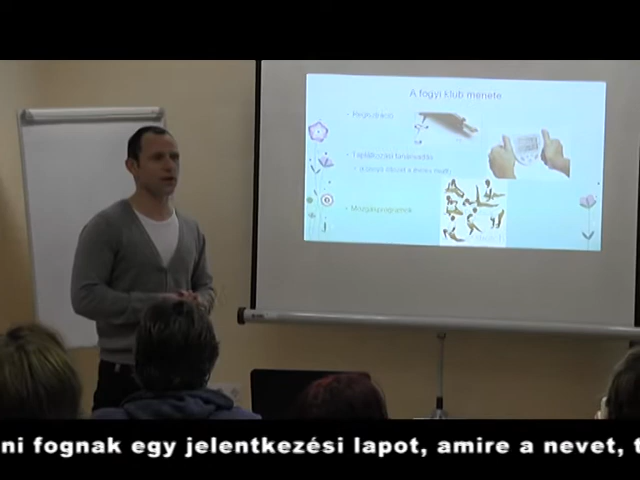 A fogyi klub menete
Regisztráció
Táplálkozási tanácsadás
Mozgásprogramok
ni fognak egy jelentkezési lapot, amire a nevet, t